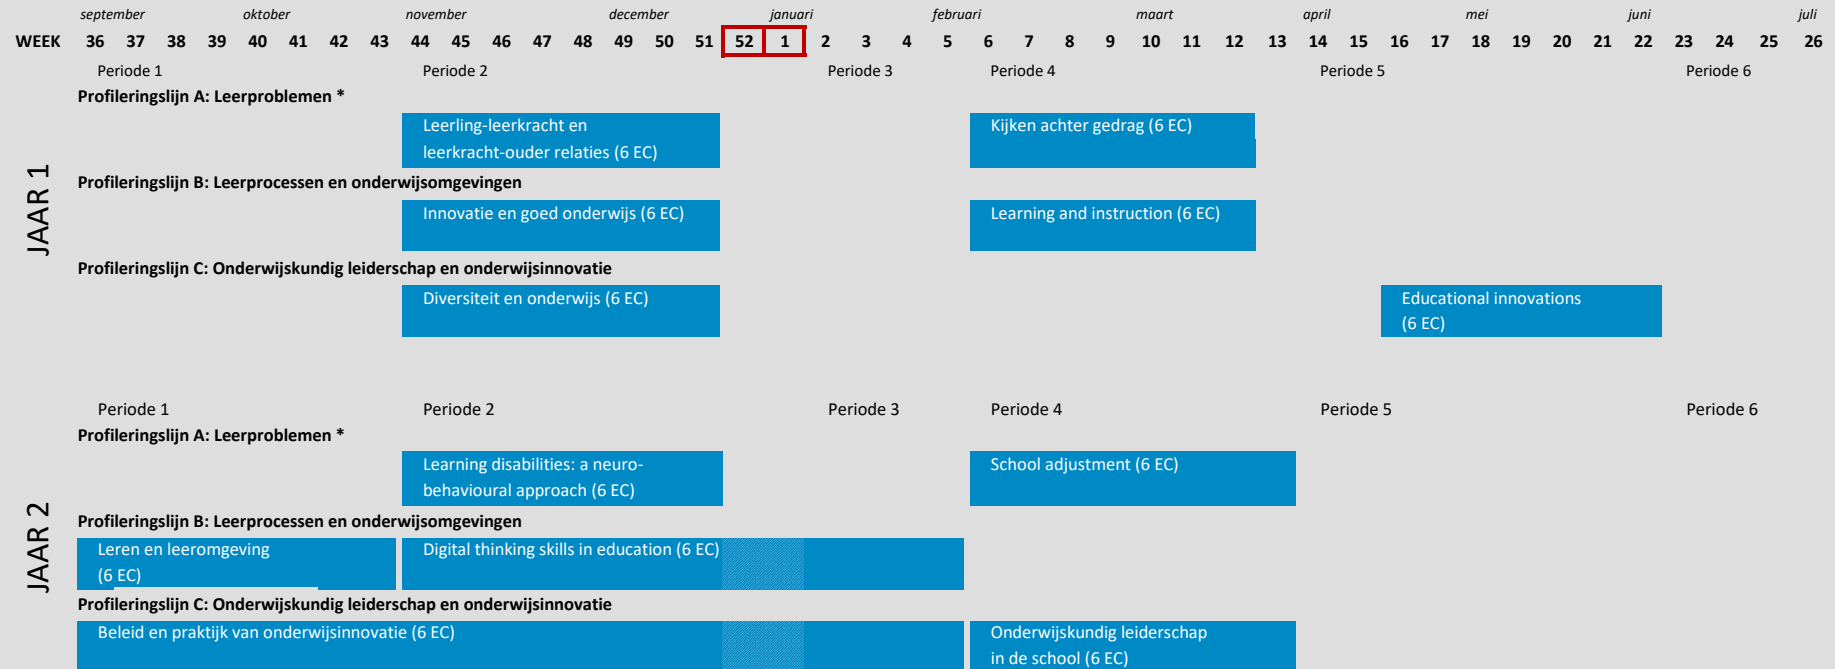 september oktober november december januari februari maart april mei juni juli
WEEK 36 37 38 39 40 41 42 43 44 45 46 47 48 49 50 51 52 1 2 3 4 5 6 7 8 9 10 11 12 13 14 15 16 17 18 19 20 21 22 23 24 25 26
Periode 1 Periode 2 Periode 3 Periode 4 Periode 5 Periode 6
JAAR 1
Profileringslijn A: Leerproblemen *
Leerling-leerkracht en
leerkracht-ouder relaties (6 EC)
Kijken achter gedrag (6 EC)
Profileringslijn B: Leerprocessen en onderwijsomgevingen
Innovatie en goed onderwijs (6 EC)
Learning and instruction (6 EC)
Profileringslijn C: Onderwijskundig leiderschap en onderwijsinnovatie
Diversiteit en onderwijs (6 EC)
Educational innovations
(6 EC)
Periode 1 Periode 2 Periode 3 Periode 4 Periode 5 Periode 6
JAAR 2
Profileringslijn A: Leerproblemen *
Learning disabilities: a neuro-
behavioural approach (6 EC)
School adjustment (6 EC)
Profileringslijn B: Leerprocessen en onderwijsomgevingen
Leren en leeromgeving
(6 EC)
Digital thinking skills in education (6 EC)
Profileringslijn C: Onderwijskundig leiderschap en onderwijsinnovatie
Beleid en praktijk van onderwijsinnovatie (6 EC)
Onderwijskundig leiderschap
in de school (6 EC)